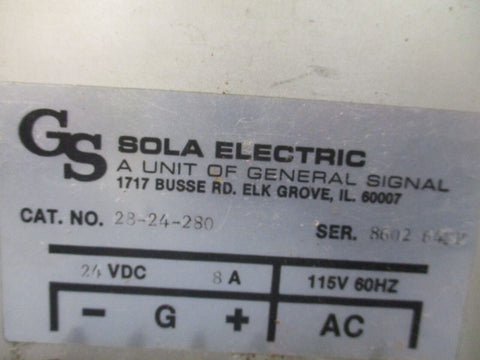 GS SOLA ELECTRIC
A UNIT OF GENERAL SIGNAL
1717 BUSSE RD. ELK GROVE, IL. 60007
CAT. NO. 28-24-280 SER. 8602
24 VDC 8 A 115V 60HZ
− G + AC